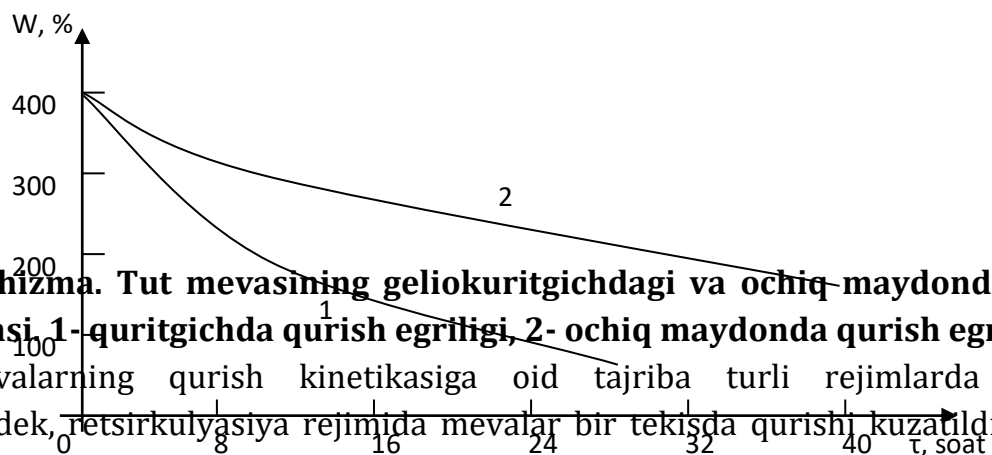 W, %
400
300
2
200
hizma. Tut mevasining geliokuritgichdagi va ochiq maydond
1
nsi, 1- quritgichda qurish egriligi, 2- ochiq maydonda qurish egr
100
valarning qurish kinetikasiga oid tajriba turli rejimlarda
dek, retsirkulyasiya rejimida mevalar bir tekisda qurishi kuzatild
0 8 16 24 32 40 τ, soat